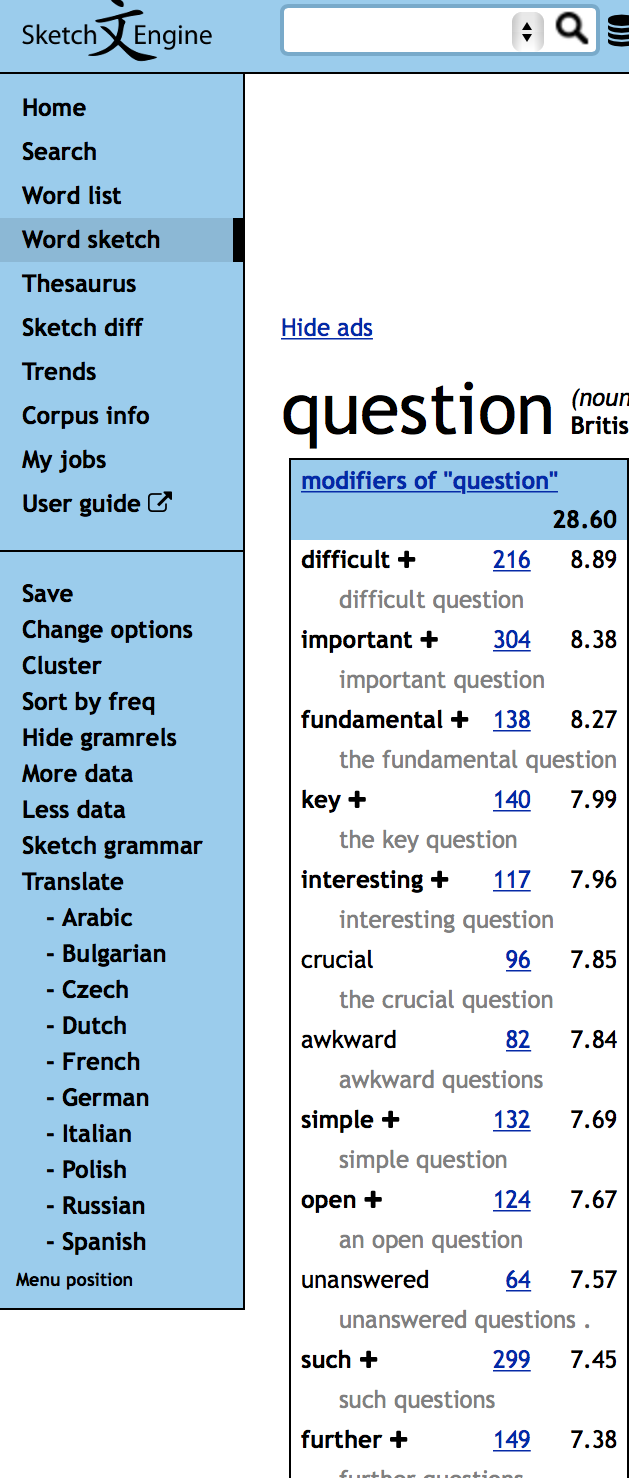 Sketch 文 Engine
Home
Search
Word list
Word sketch
Thesaurus
Sketch diff
Trends
Corpus info
My jobs
User guide
Save
Change options
Cluster
Sort by freq
Hide gramrels
More data
Less data
Sketch grammar
Translate
- Arabic
- Bulgarian
- Czech
- Dutch
- French
- German
- Italian
- Polish
- Russian
- Spanish
Menu position
Hide ads
question (noun
Britis
modifiers of "question"
28.60
difficult + 216 8.89
difficult question
important + 304 8.38
important question
fundamental + 138 8.27
the fundamental question
key + 140 7.99
the key question
interesting + 117 7.96
interesting question
crucial 96 7.85
the crucial question
awkward 82 7.84
awkward questions
simple + 132 7.69
simple question
open + 124 7.67
an open question
unanswered 64 7.57
unanswered questions .
such + 299 7.45
such questions
further + 149 7.38
further questions